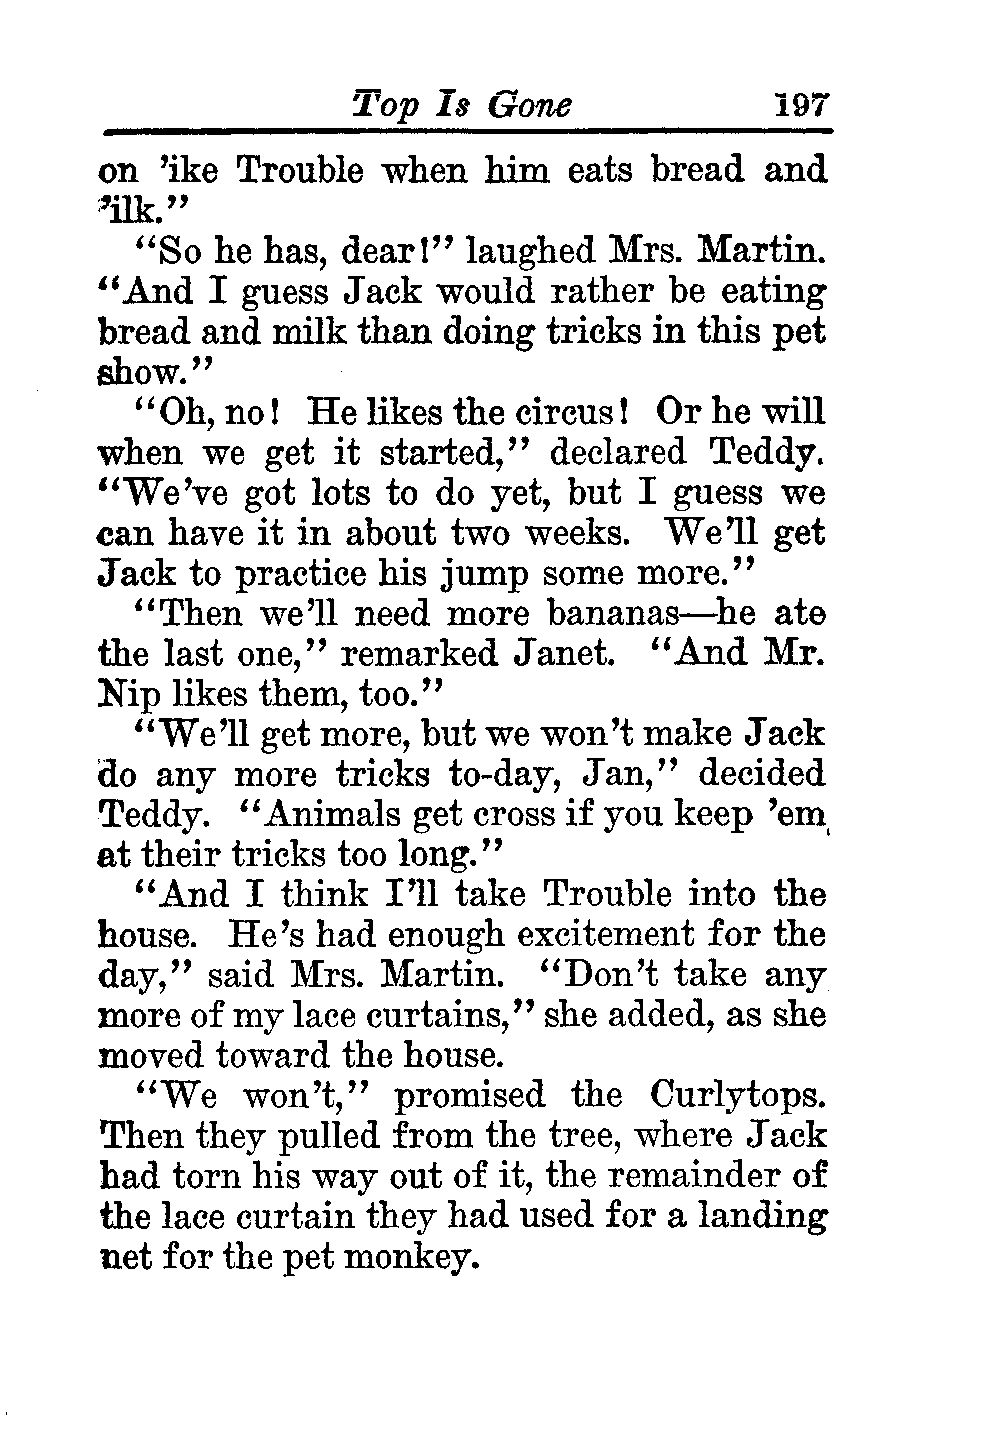 Top Is Gone 197
on ’ike Trouble when him eats bread and
’ilk.”
“So he has, dear!” laughed Mrs. Martin.
“And I guess Jack would rather be eating
bread and milk than doing tricks in this pet
show.”
“Oh, no! He likes the circus! Or he will
when we get it started,” declared Teddy.
“We’ve got lots to do yet, but I guess we
can have it in about two weeks. We’ll get
Jack to practice his jump some more.”
“Then we’ll need more bananas—he ate
the last one,” remarked Janet. “And Mr.
Nip likes them, too.”
“We’ll get more, but we won’t make Jack
do any more tricks to-day, Jan,” decided
Teddy. “Animals get cross if you keep ’em
at their tricks too long.”
“And I think I’ll take Trouble into the
house. He’s had enough excitement for the
day,” said Mrs. Martin. “Don’t take any
more of my lace curtains,” she added, as she
moved toward the house.
“We won’t,” promised the Curlytops.
Then they pulled from the tree, where Jack
had torn his way out of it, the remainder of
the lace curtain they had used for a landing
net for the pet monkey.